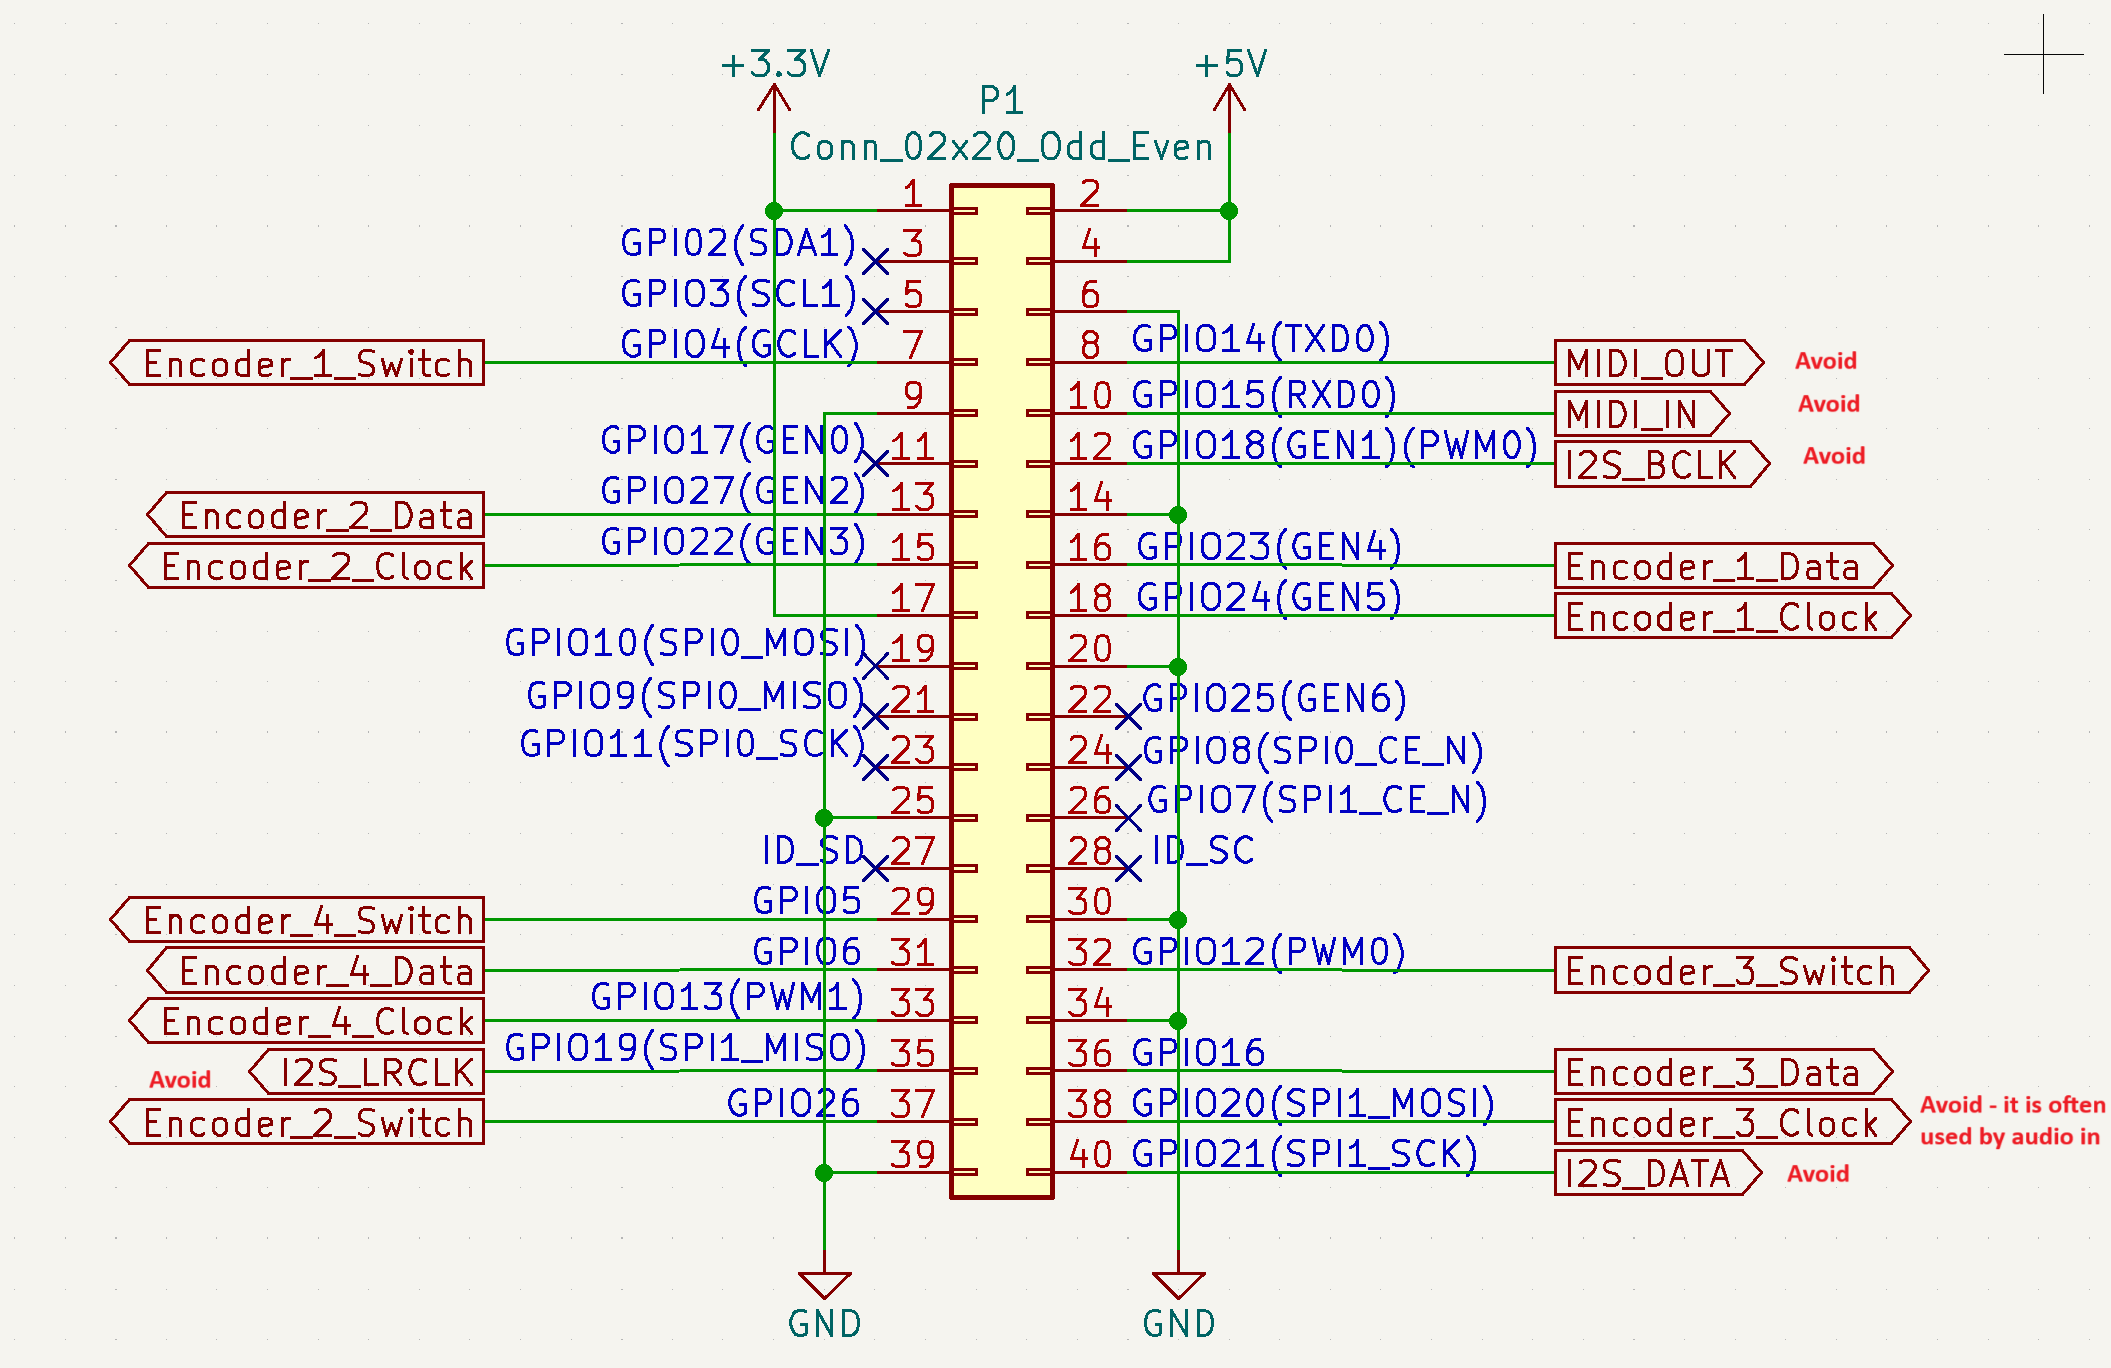 +3.3V
+5V
P1
Conn_02x20_Odd_Even
1 2
GPIO2(SDA1) 3 4
GPIO3(SCL1) 5 6
Encoder_1_Switch GPIO4(GCLK) 7 8 GPIO14(TXD0) MIDI_OUT Avoid
9 10 GPIO15(RXD0) MIDI_IN Avoid
GPIO17(GEN0) 11 12 GPIO18(GEN1)(PWM0) I2S_BCLK Avoid
Encoder_2_Data GPIO27(GEN2) 13 14
Encoder_2_Clock GPIO22(GEN3) 15 16 GPIO23(GEN4) Encoder_1_Data
17 18 GPIO24(GEN5) Encoder_1_Clock
GPIO10(SPI0_MOSI) 19 20
GPIO9(SPI0_MISO) 21 22 GPIO25(GEN6)
GPIO11(SPI0_SCK) 23 24 GPIO8(SPI0_CE_N)
25 26 GPIO7(SPI1_CE_N)
ID_SD 27 28 ID_SC
Encoder_4_Switch GPIO5 29 30
Encoder_4_Data GPIO6 31 32 GPIO12(PWM0) Encoder_3_Switch
Encoder_4_Clock GPIO13(PWM1) 33 34
Avoid I2S_LRCLK GPIO19(SPI1_MISO) 35 36 GPIO16 Encoder_3_Data
Encoder_2_Switch GPIO26 37 38 GPIO20(SPI1_MOSI) Encoder_3_Clock Avoid - it is often
used by audio in
39 40 GPIO21(SPI1_SCK) I2S_DATA Avoid
GND
GND